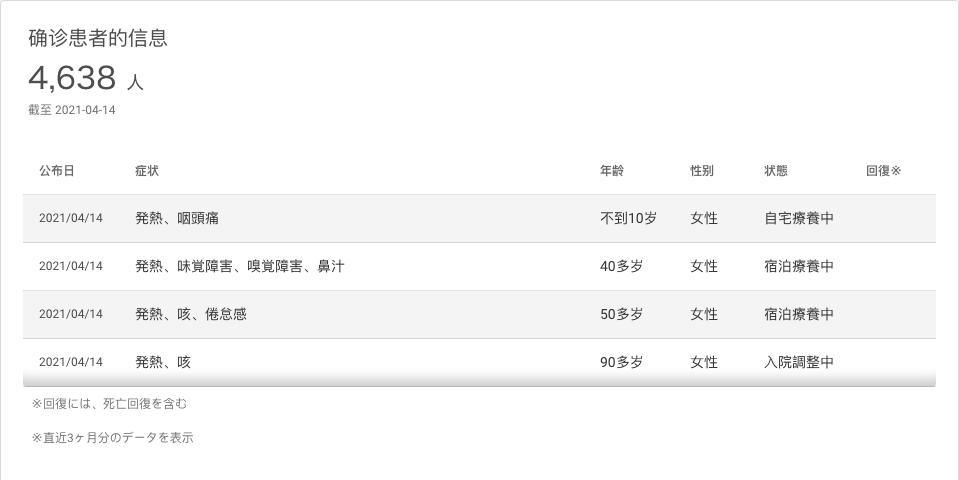 确诊患者的信息
4,638 人
截至 2021-04-14
公布日 症状 年龄 性别 状態 回復※
2021/04/14 発熱、咽頭痛 不到10岁 女性 自宅療養中
2021/04/14 発熱、味覚障害、嗅覚障害、鼻汁 40多岁 女性 宿泊療養中
2021/04/14 発熱、咳、倦怠感 50多岁 女性 宿泊療養中
2021/04/14 発熱、咳 90多岁 女性 入院調整中
※回復には、死亡回復を含む
※直近3ヶ月分のデータを表示